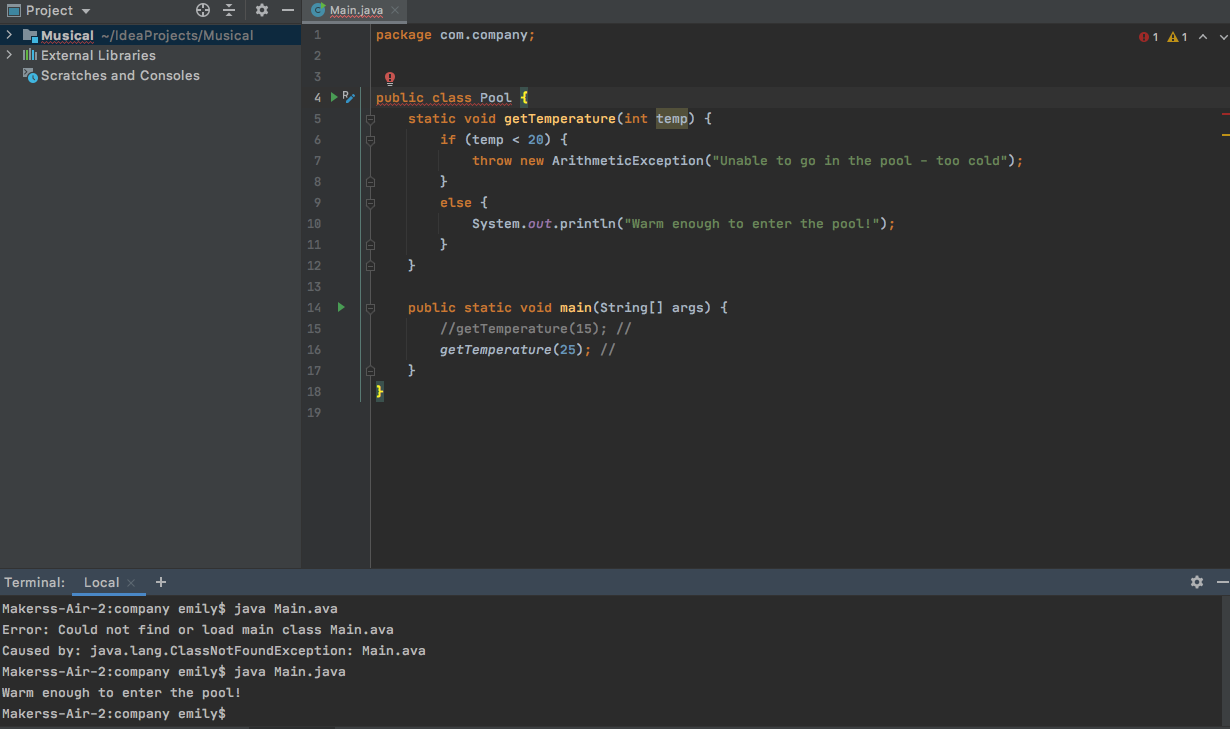 Project
Main.java
Musical ~/IdeaProjects/Musical
External Libraries
Scratches and Consoles
1 package com.company;
1 1
2
3
4 public class Pool {
5 static void getTemperature(int temp) {
6 if (temp < 20) {
7 throw new ArithmeticException("Unable to go in the pool - too cold");
8 }
9 else {
10 System.out.println("Warm enough to enter the pool!");
11 }
12 }
13
14 public static void main(String[] args) {
15 //getTemperature(15); //
16 getTemperature(25); //
17 }
18 }
19
Terminal: Local
Makerss-Air-2:company emily$ java Main.ava
Error: Could not find or load main class Main.ava
Caused by: java.lang.ClassNotFoundException: Main.ava
Makerss-Air-2:company emily$ java Main.java
Warm enough to enter the pool!
Makerss-Air-2:company emily$